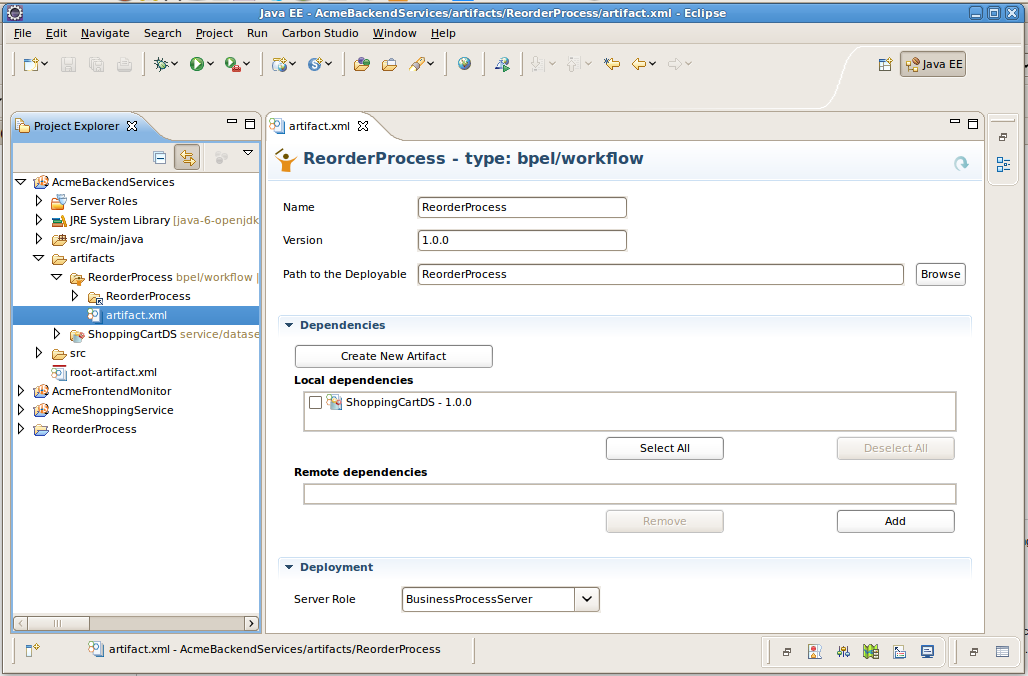 Java EE - AcmeBackendServices/artifacts/ReorderProcess/artifact.xml - Eclipse
File Edit Navigate Search Project Run Carbon Studio Window Help
Java EE
Project Explorer
artifact.xml
AcmeBackendServices
Server Roles
JRE System Library [java-6-openjdk
src/main/java
artifacts
ReorderProcess bpel/workflow [
ReorderProcess
artifact.xml
ShoppingCartDS service/datase
src
root-artifact.xml
AcmeFrontendMonitor
AcmeShoppingService
ReorderProcess
ReorderProcess - type: bpel/workflow
Name ReorderProcess
Version 1.0.0
Path to the Deployable ReorderProcess Browse
Dependencies
Create New Artifact
Local dependencies
ShoppingCartDS - 1.0.0
Select All Deselect All
Remote dependencies
Remove Add
Deployment
Server Role BusinessProcessServer
artifact.xml - AcmeBackendServices/artifacts/ReorderProcess